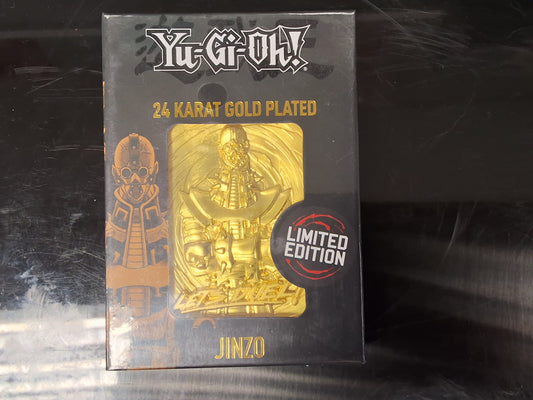 Yu-Gi-Oh!
24 KARAT GOLD PLATED
LIMITED
EDITION
JINZO